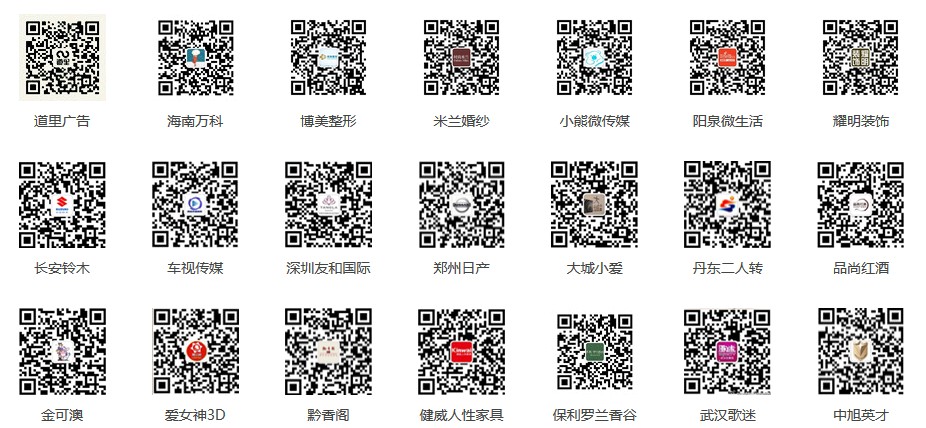 道里广告
海南万科
博美整形
米兰婚纱
小熊微传媒
阳泉微生活
耀明装饰
长安铃木
车视传媒
深圳友和国际
郑州日产
大城小爱
丹东二人转
品尚红酒
金可澳
爱女神3D
黔香阁
健威人性家具
保利罗兰香谷
武汉歌迷
中旭英才